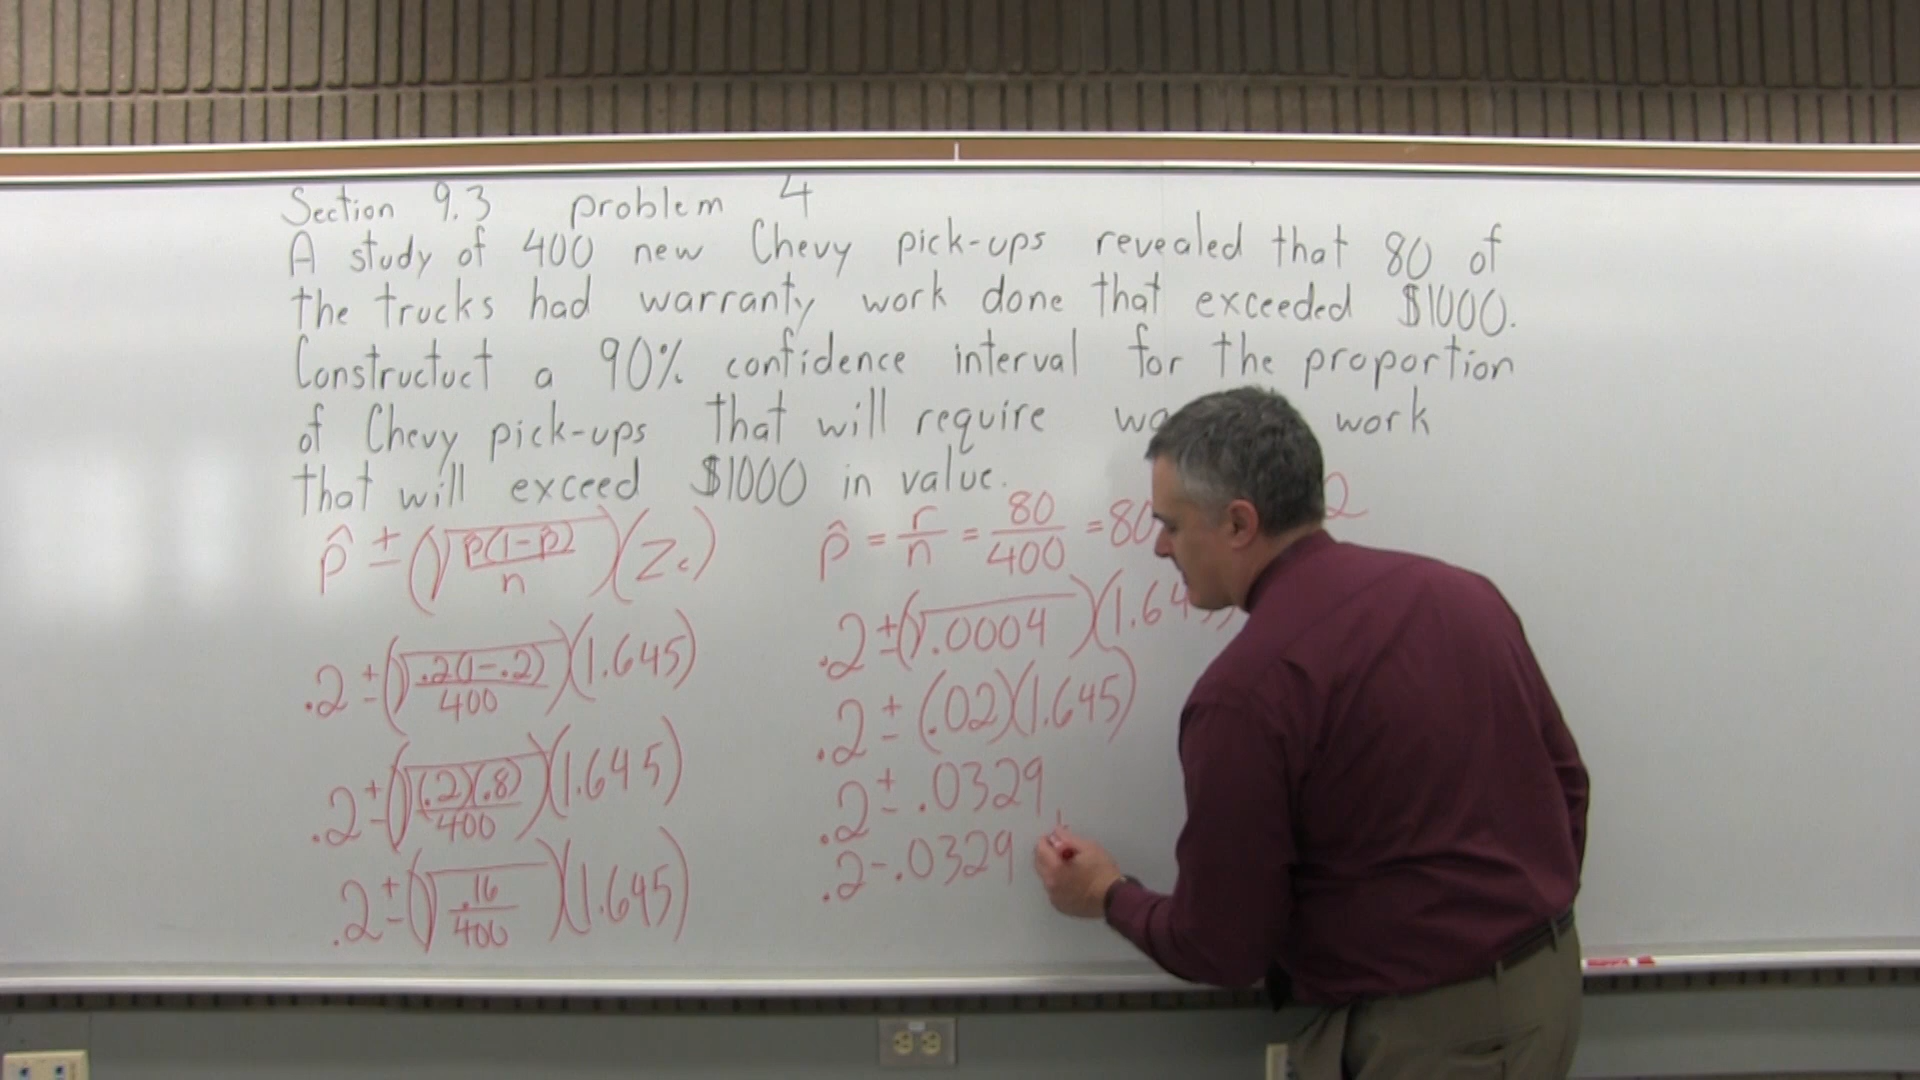 Section 9.3 problem 4
A study of 400 new Chevy pick-ups revealed that 80 of
the trucks had warranty work done that exceeded $1000.
Constructuct a 90% confidence interval for the proportion
of Chevy pick-ups that will require work
that will exceed $1000 in value.
p̂ ± (√(p(1-p)/n))(Zc)
.2 ± (√(.2(1-.2)/400))(1.645)
.2 ± (√((.2)(.8)/400))(1.645)
.2 ± (√(.16/400))(1.645)
p̂ = r/n = 80/400 = 80 2
.2 ± (√.0004)(1.645)
.2 ± (.02)(1.645)
.2 ± .0329
.2 - .0329